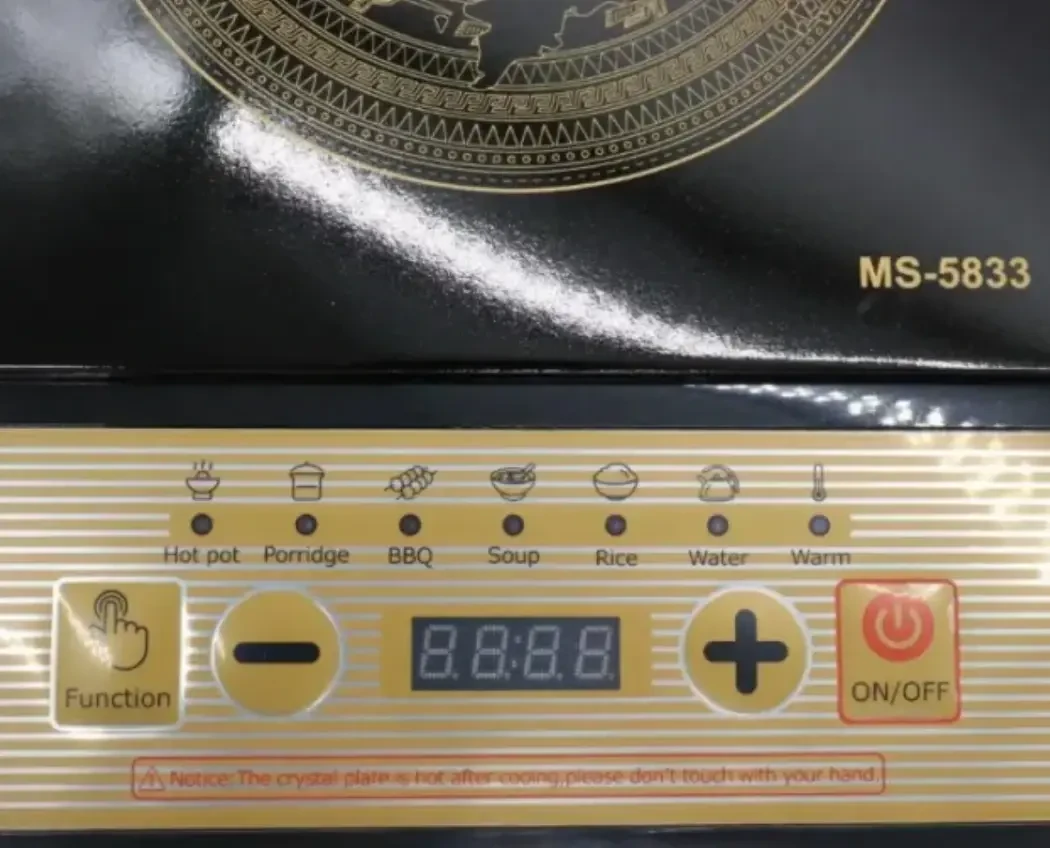 MS-5833
Hot pot Porridge BBQ Soup Rice Water Warm
88:88
Function
ON/OFF
Notice: The crystal plate is hot after cooing,please don't touch with your hand.